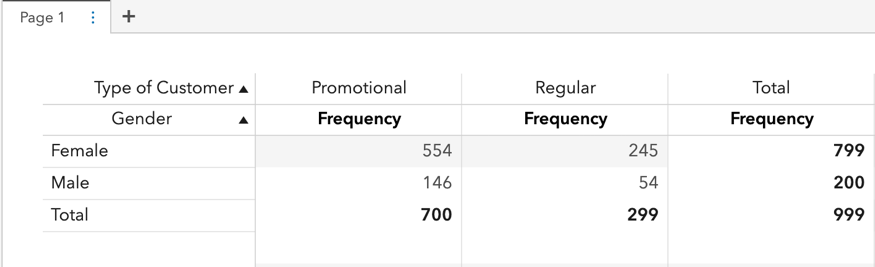 Page 1
Type of Customer Promotional Regular Total
Gender Frequency Frequency Frequency
Female 554 245 799
Male 146 54 200
Total 700 299 999